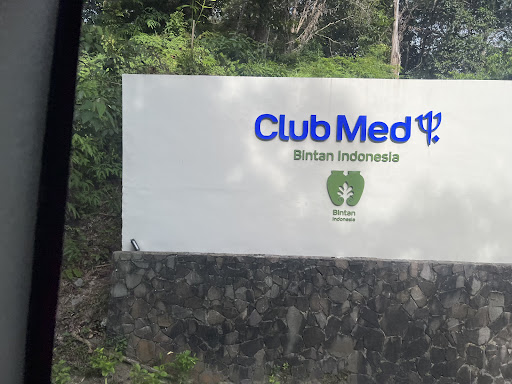 Club Med
Bintan Indonesia
Bintan
Indonesia